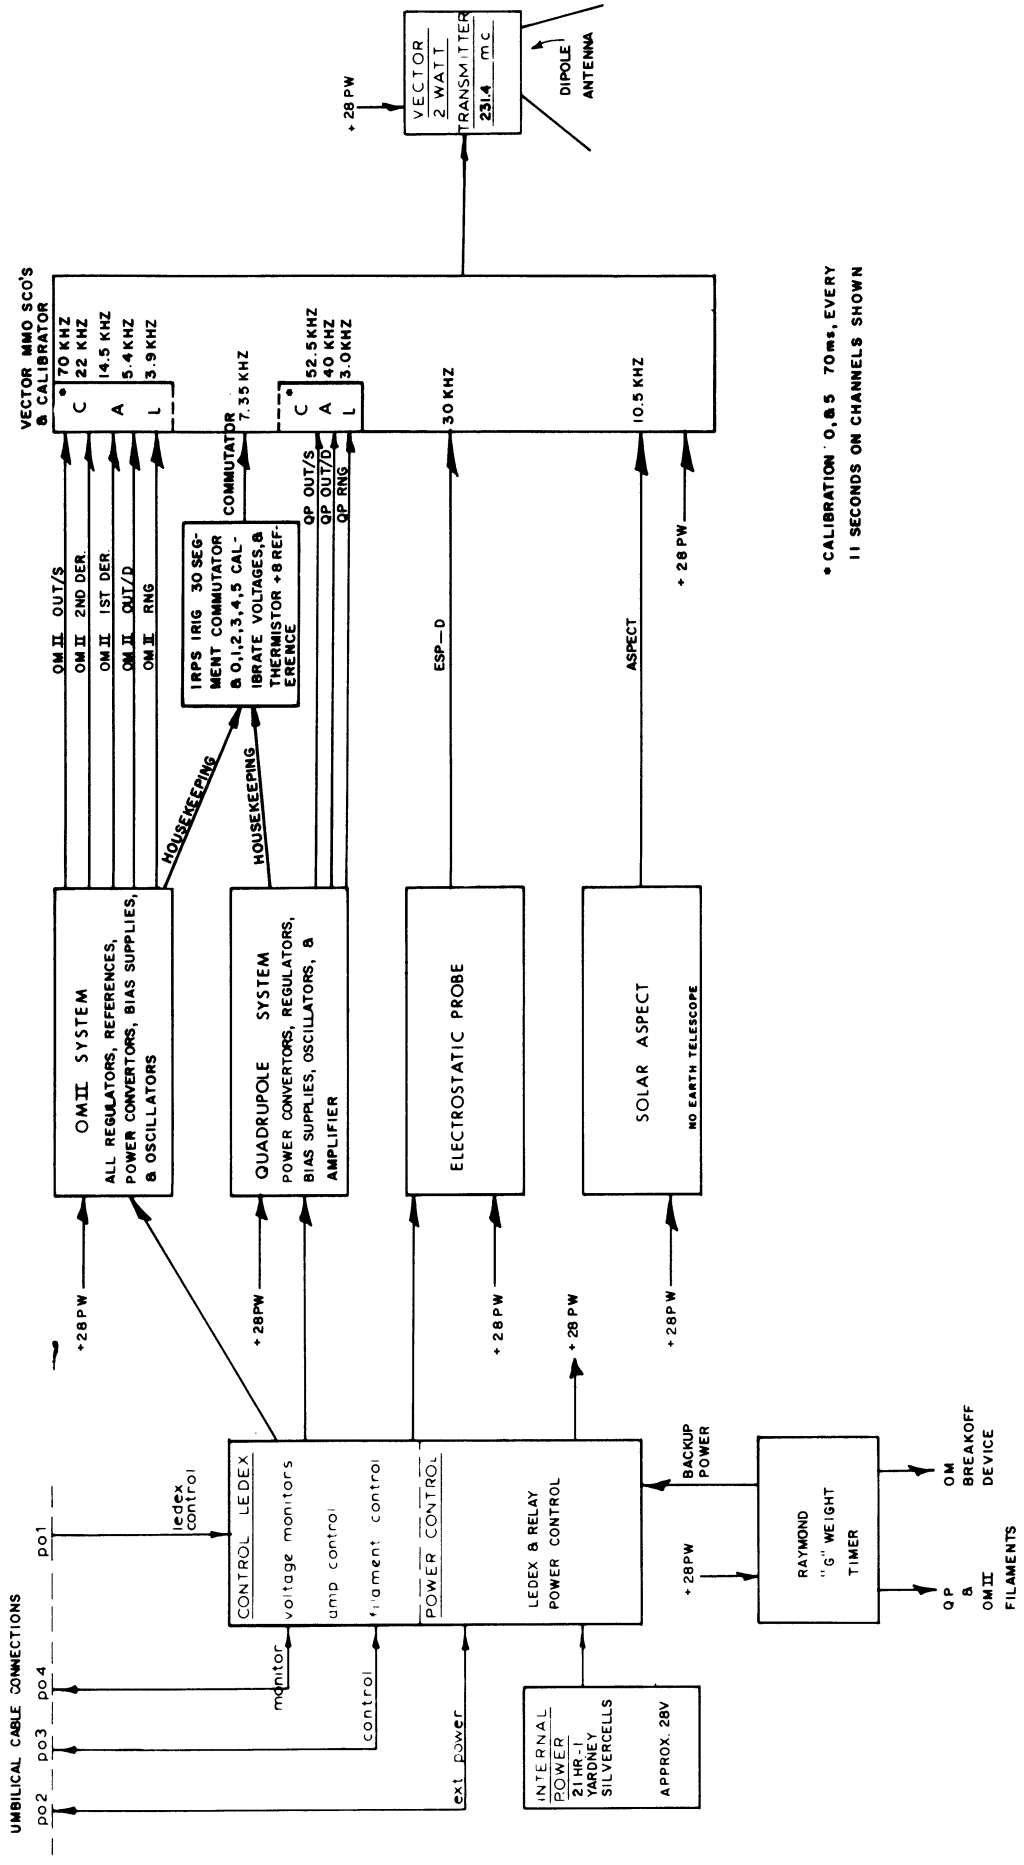 UMBILICAL CABLE CONNECTIONS
po2
po3
po4
po1
ext power
control
monitor
ledex
control
INTERNAL
POWER
21 HR-1
YARDNEY
SILVERCELLS
APPROX. 28V
CONTROL LEDEX
voltage monitors
amp control
filament control
POWER CONTROL
LEDEX & RELAY
POWER CONTROL
BACKUP
POWER
+28PW
RAYMOND
"G" WEIGHT
TIMER
QP
&
OM II
FILAMENTS
OM
BREAKOFF
DEVICE
+28 PW
+28PW
+28PW
+28 PW
+28PW
OM II SYSTEM
ALL REGULATORS, REFERENCES,
POWER CONVERTORS, BIAS SUPPLIES,
& OSCILLATORS
QUADRUPOLE SYSTEM
POWER CONVERTORS, REGULATORS,
BIAS SUPPLIES, OSCILLATORS, &
AMPLIFIER
ELECTROSTATIC PROBE
SOLAR ASPECT
NO EARTH TELESCOPE
HOUSEKEEPING
HOUSEKEEPING
OM II OUT/S
OM II 2ND DER.
OM II 1ST DER.
OM II OUT/D
OM II RNG
IRPS IRIG 30 SEG-
MENT COMMUTATOR
& 0,1,2,3,4,5 CAL-
IBRATE VOLTAGES,&
THERMISTOR +8 REF-
ERENCE
COMMUTATOR
QP OUT/S
QP OUT/D
QP RNG
ESP-D
ASPECT
+28 PW
VECTOR MMO SCO'S
& CALIBRATOR
C
A
L
*
70 KHZ
22 KHZ
14.5 KHZ
5.4 KHZ
3.9 KHZ
7.35 KHZ
C
A
L
*
52.5 KHZ
40 KHZ
3.0KHZ
30 KHZ
10.5 KHZ
+28 PW
VECTOR
2 WATT
TRANSMITTER
231.4 mc
DIPOLE
ANTENNA
* CALIBRATION 0,&5 70ms, EVERY
11 SECONDS ON CHANNELS SHOWN